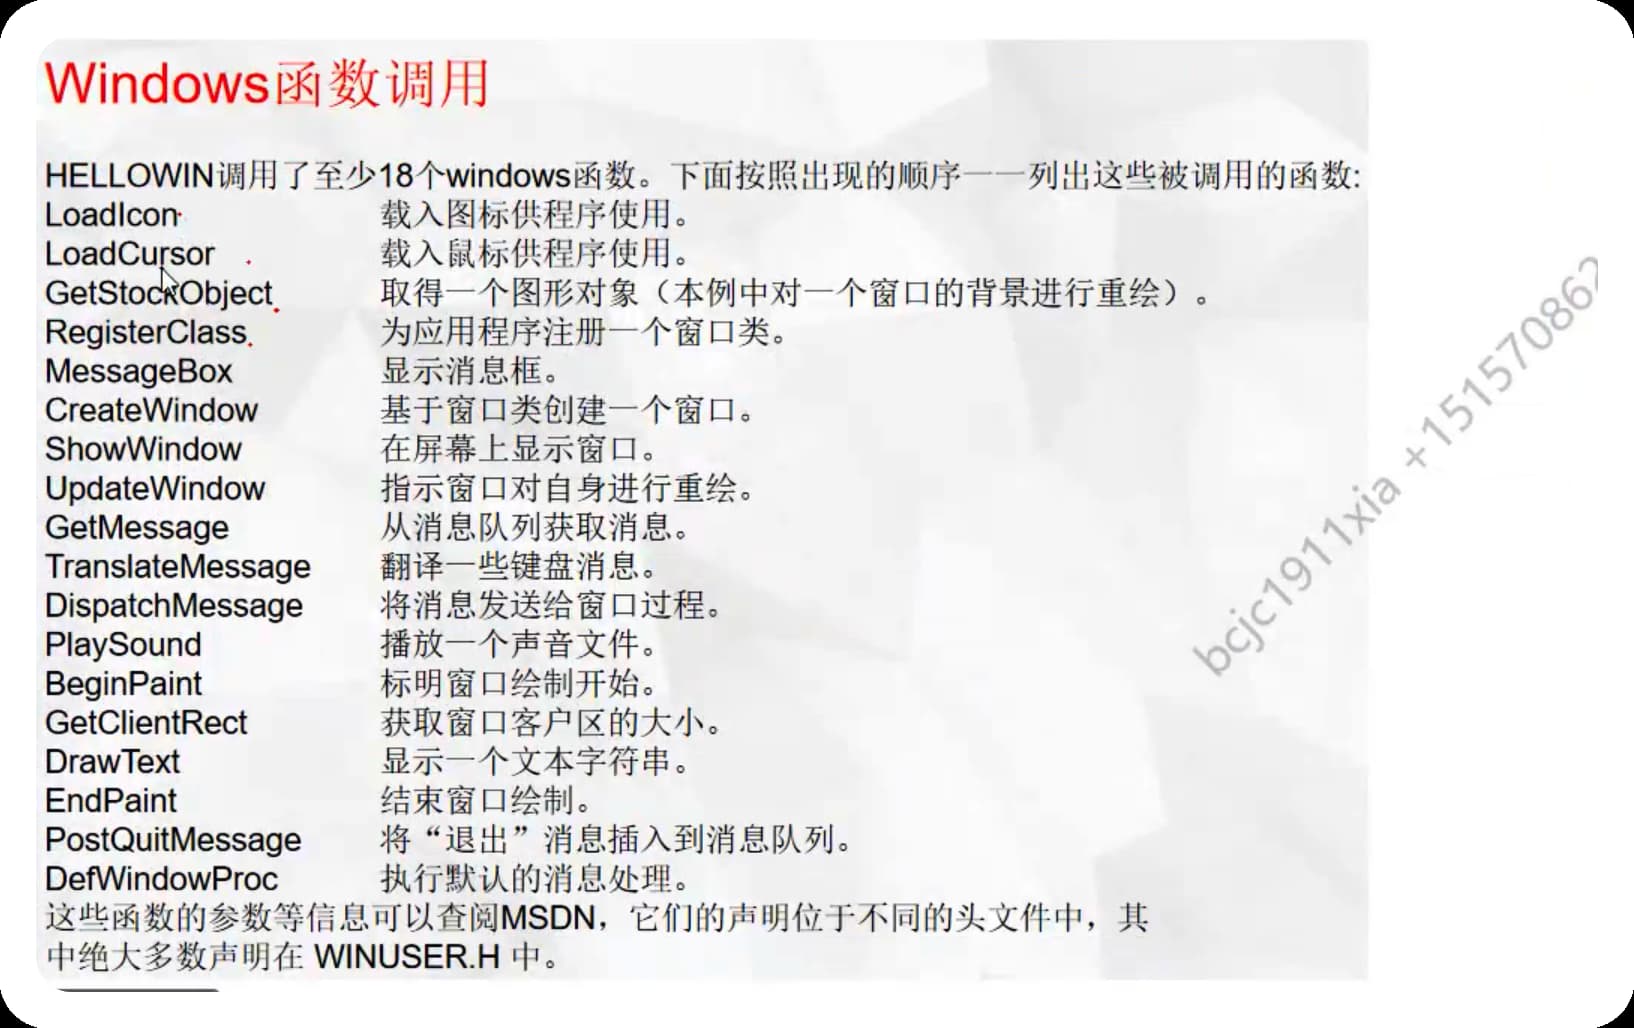 Windows函数调用
HELLOWIN调用了至少18个windows函数。下面按照出现的顺序一一列出这些被调用的函数:
LoadIcon 载入图标供程序使用。
LoadCursor 载入鼠标供程序使用。
GetStockObject 取得一个图形对象（本例中对一个窗口的背景进行重绘）。
RegisterClass 为应用程序注册一个窗口类。
MessageBox 显示消息框。
CreateWindow 基于窗口类创建一个窗口。
ShowWindow 在屏幕上显示窗口。
UpdateWindow 指示窗口对自身进行重绘。
GetMessage 从消息队列获取消息。
TranslateMessage 翻译一些键盘消息。
DispatchMessage 将消息发送给窗口过程。
PlaySound 播放一个声音文件。
BeginPaint 标明窗口绘制开始。
GetClientRect 获取窗口客户区的大小。
DrawText 显示一个文本字符串。
EndPaint 结束窗口绘制。
PostQuitMessage 将“退出”消息插入到消息队列。
DefWindowProc 执行默认的消息处理。
这些函数的参数等信息可以查阅MSDN，它们的声明位于不同的头文件中，其
中绝大多数声明在 WINUSER.H 中。
bcjc1911xia +15157086